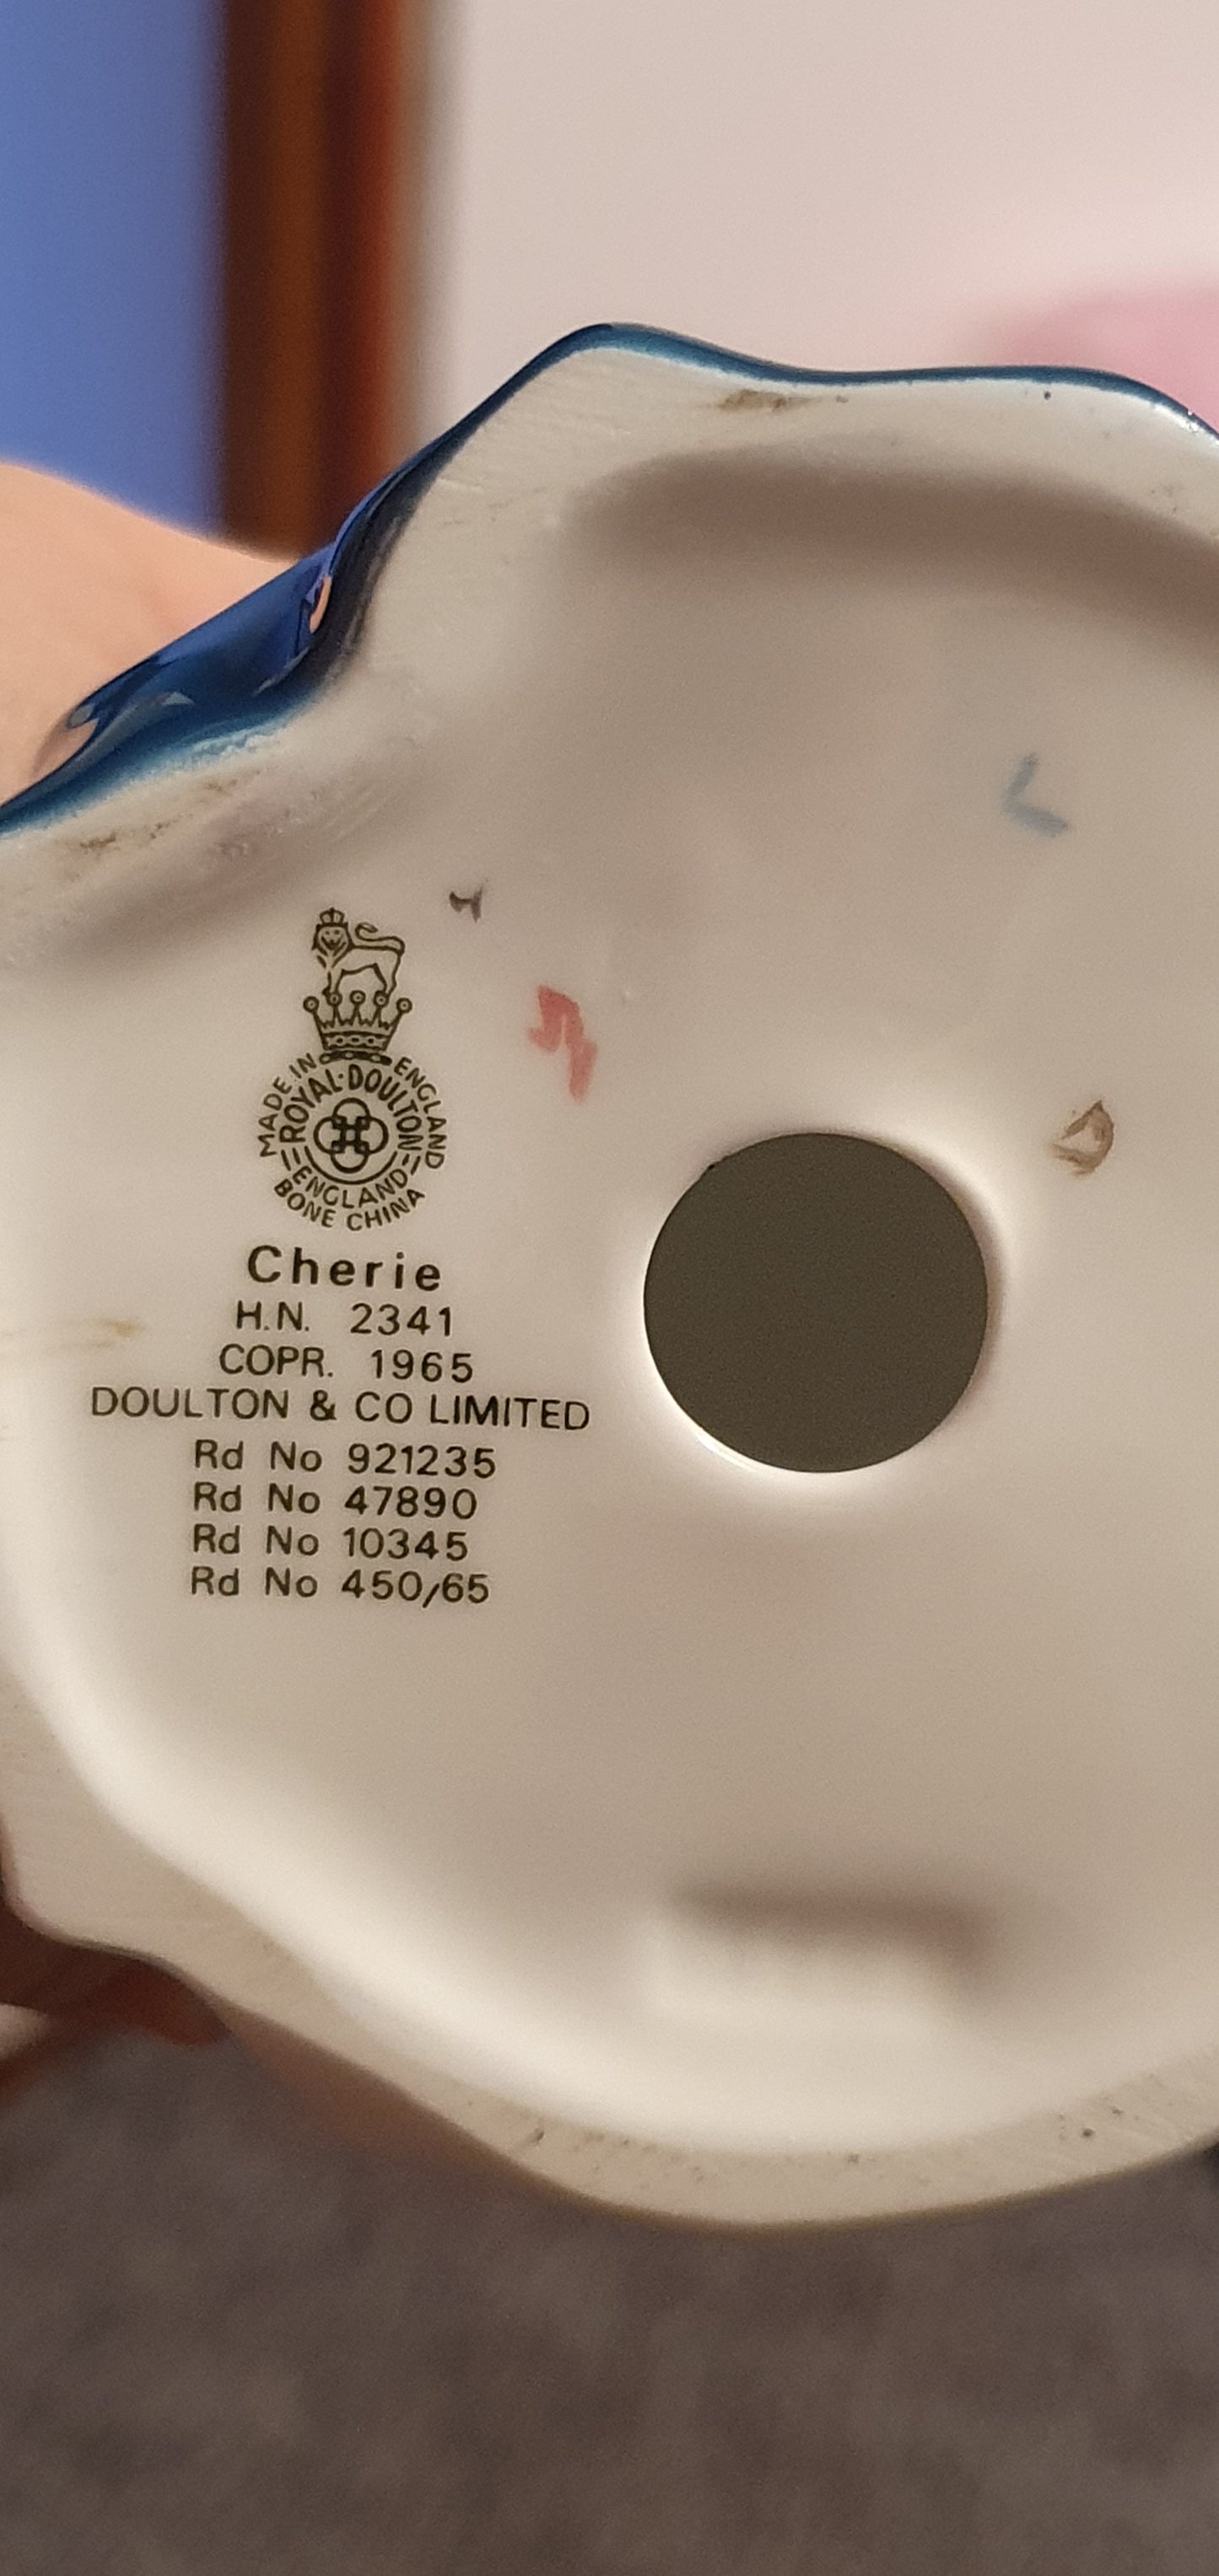 MADE IN ENGLAND
ROYAL·DOULTON
ENGLAND
BONE CHINA
Cherie
H.N. 2341
COPR. 1965
DOULTON & CO LIMITED
Rd No 921235
Rd No 47890
Rd No 10345
Rd No 450/65